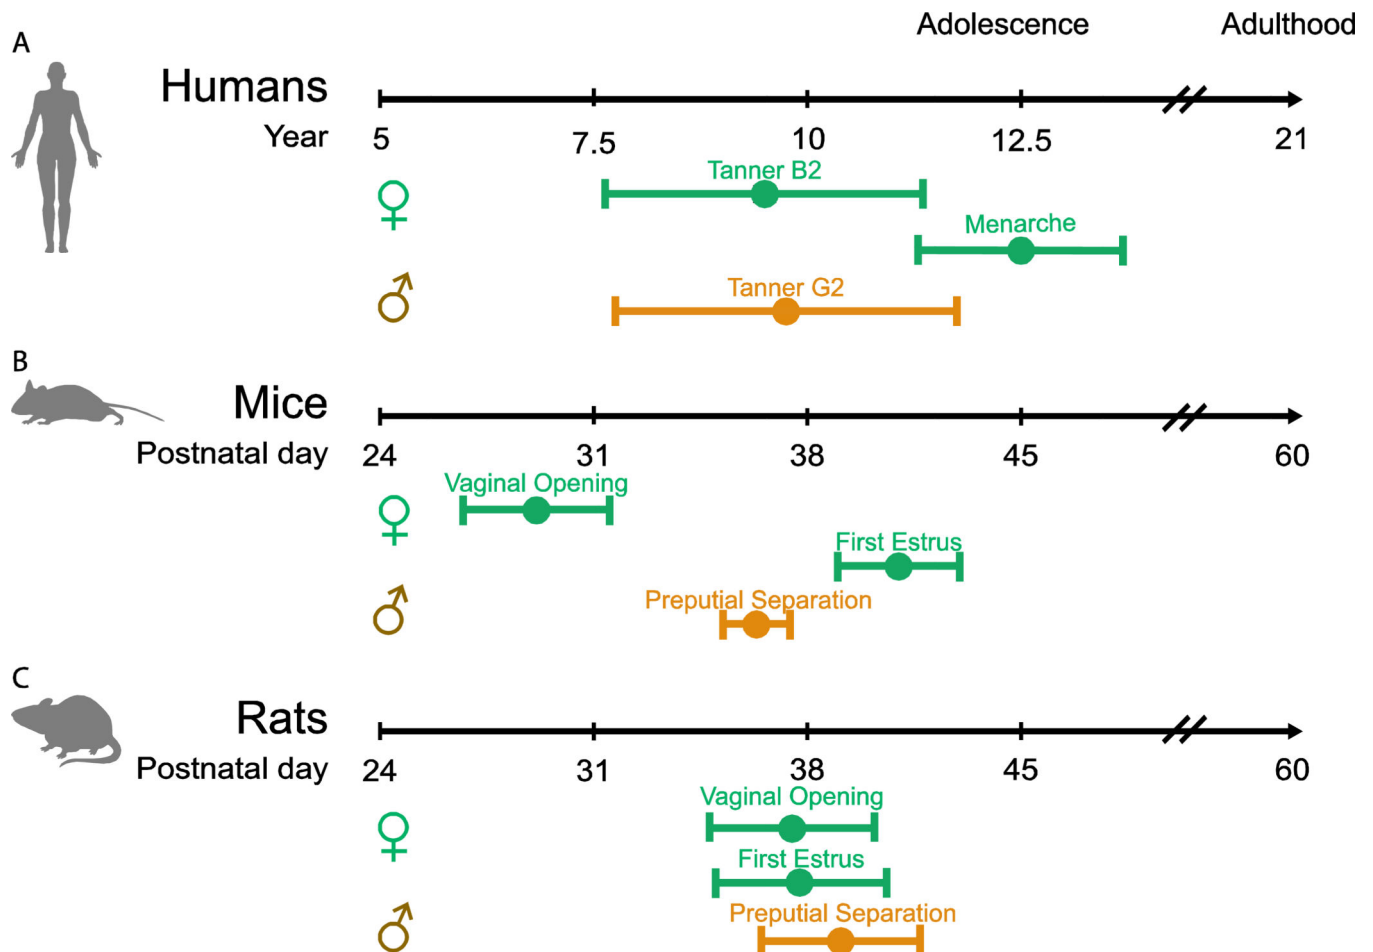 Adolescence Adulthood
A
Humans
Year 5 7.5 10 12.5 21
Tanner B2
Menarche
Tanner G2
B
Mice
Postnatal day 24 31 38 45 60
Vaginal Opening
First Estrus
Preputial Separation
C
Rats
Postnatal day 24 31 38 45 60
Vaginal Opening
First Estrus
Preputial Separation